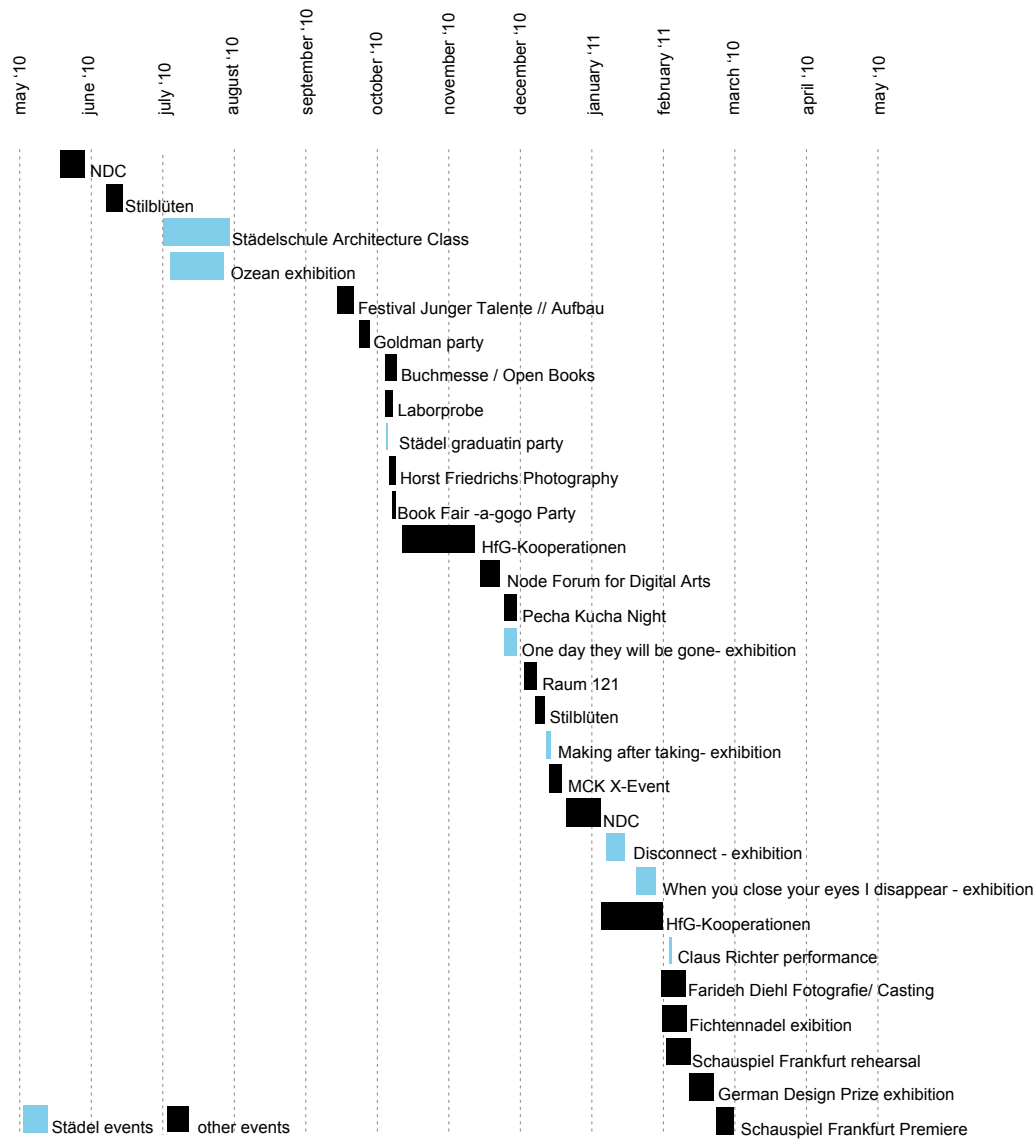 may ‘10
june ‘10
july ‘10
august ‘10
september ‘10
october ‘10
november ‘10
december ‘10
january ‘11
february ‘11
march ‘10
april ‘10
may ‘10
NDC
Stilblüten
Städelschule Architecture Class
Ozean exhibition
Festival Junger Talente // Aufbau
Goldman party
Buchmesse / Open Books
Laborprobe
Städel graduatin party
Horst Friedrichs Photography
Book Fair -a-gogo Party
HfG-Kooperationen
Node Forum for Digital Arts
Pecha Kucha Night
One day they will be gone- exhibition
Raum 121
Stilblüten
Making after taking- exhibition
MCK X-Event
NDC
Disconnect - exhibition
When you close your eyes I disappear - exhibition
HfG-Kooperationen
Claus Richter performance
Farideh Diehl Fotografie/ Casting
Fichtennadel exibition
Schauspiel Frankfurt rehearsal
German Design Prize exhibition
Schauspiel Frankfurt Premiere
Städel events
other events